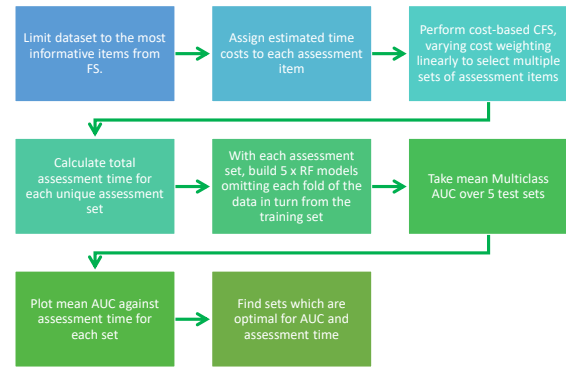 Limit dataset to the most
informative items from
FS.
Assign estimated time
costs to each assessment
item
Perform cost-based CFS,
varying cost weighting
linearly to select multiple
sets of assessment items
Calculate total
assessment time for
each unique assessment
set
With each assessment
set, build 5 x RF models
omitting each fold of the
data in turn from the
training set
Take mean Multiclass
AUC over 5 test sets
Plot mean AUC against
assessment time for
each set
Find sets which are
optimal for AUC and
assessment time